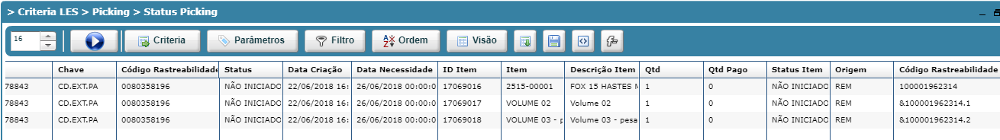 > Criteria LES > Picking > Status Picking
16 Criteria Parâmetros Filtro Ordem Visão
Chave Código Rastreabilidade Status Data Criação Data Necessidade ID Item Item Descrição Item Qtd Qtd Pago Status Item Origem Código Rastreabilidade
78843 CD.EXT.PA 0080358196 NÃO INICIADO 22/06/2018 16: 26/06/2018 00:00:0 17069016 2515-00001 FOX 15 HASTES 1 0 NÃO INICIADO REM 100001962314
78843 CD.EXT.PA 0080358196 NÃO INICIADO 22/06/2018 16: 26/06/2018 00:00:0 17069017 VOLUME 02 Volume 02 1 0 NÃO INICIADO REM &100001962314.1
78843 CD.EXT.PA 0080358196 NÃO INICIADO 22/06/2018 16: 26/06/2018 00:00:0 17069018 VOLUME 03 - p Volume 03 - pesa 1 0 NÃO INICIADO REM &100001962314.2